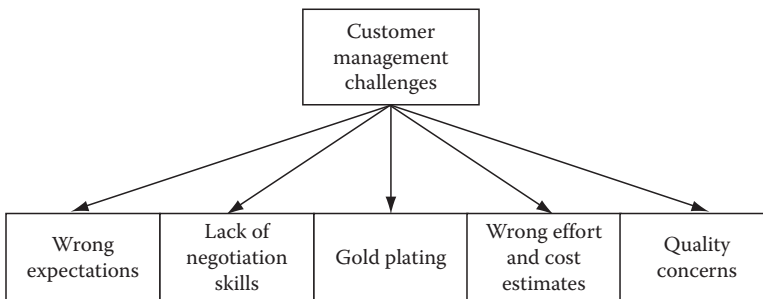 Customer
management
challenges
Wrong
expectations
Lack of
negotiation
skills
Gold plating
Wrong effort
and cost
estimates
Quality
concerns